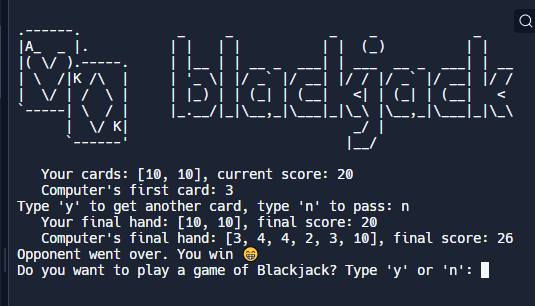 A
K
K
blackjack
Your cards: [10, 10], current score: 20
Computer's first card: 3
Type 'y' to get another card, type 'n' to pass: n
Your final hand: [10, 10], final score: 20
Computer's final hand: [3, 4, 4, 2, 3, 10], final score: 26
Opponent went over. You win 😁
Do you want to play a game of Blackjack? Type 'y' or 'n':